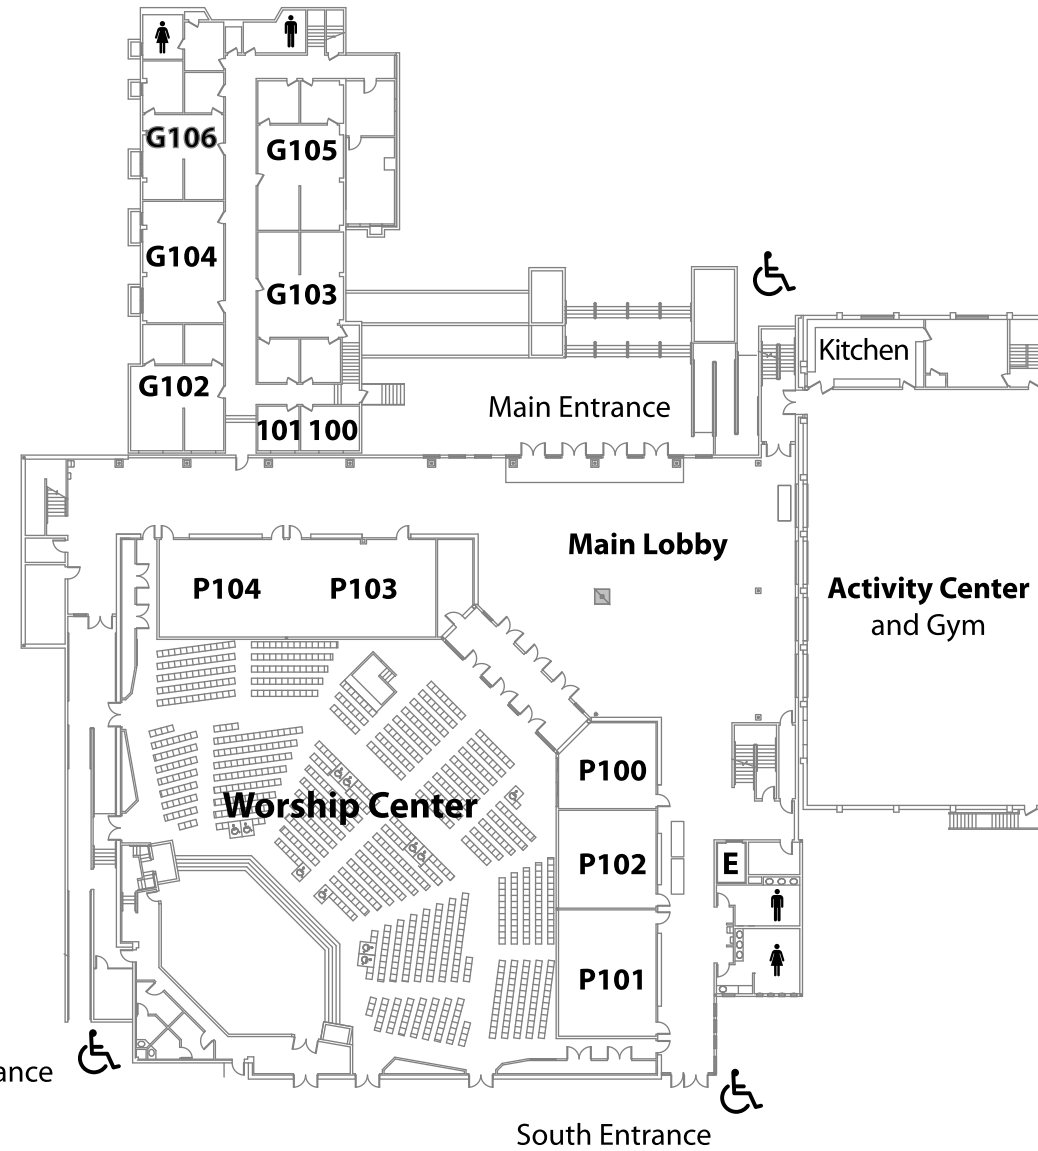 G106
G105
G104
G103
Kitchen
G102
Main Entrance
101 100
Main Lobby
P104 P103
Activity Center
and Gym
P100
Worship Center
P102
E
P101
ance
South Entrance